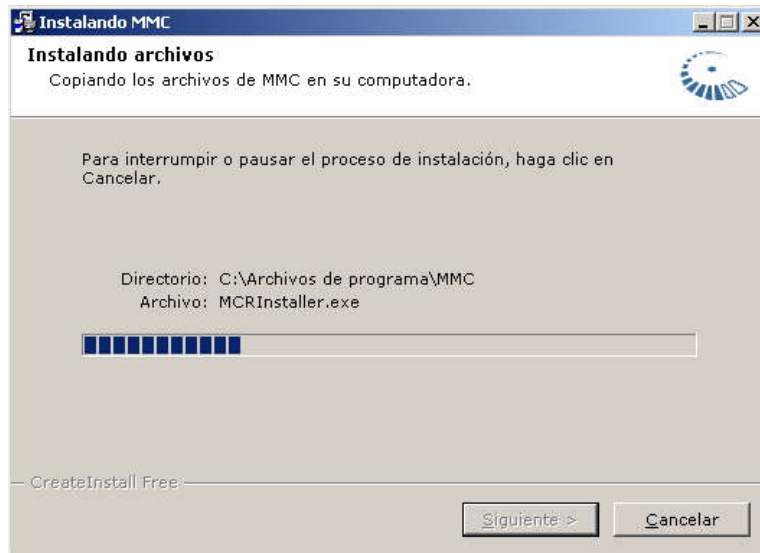 Instalando MMC
Instalando archivos
Copiando los archivos de MMC en su computadora.
Para interrumpir o pausar el proceso de instalación, haga clic en
Cancelar.
Directorio: C:\Archivos de programa\MMC
Archivo: MCRInstaller.exe
CreateInstall Free
Siguiente >
Cancelar